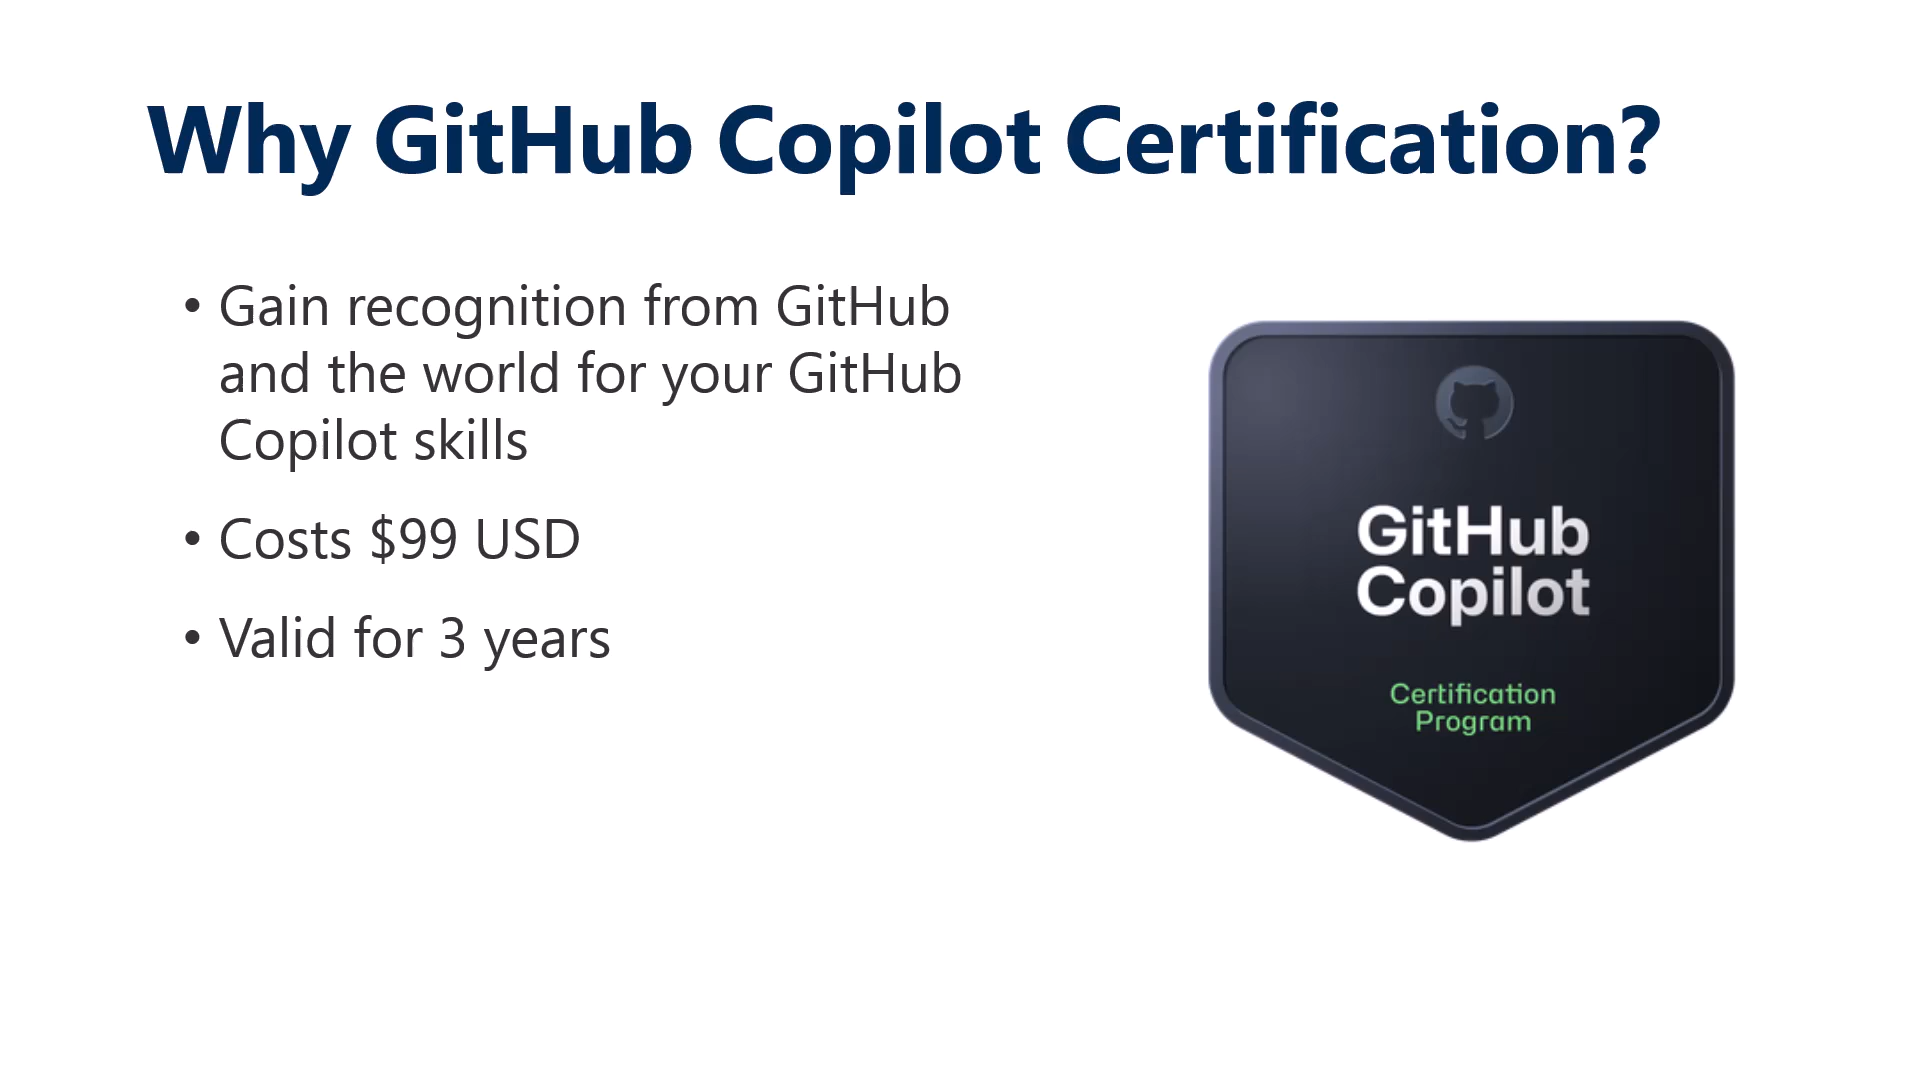 Why GitHub Copilot Certification?
• Gain recognition from GitHub
and the world for your GitHub
Copilot skills
• Costs $99 USD
• Valid for 3 years
GitHub
Copilot
Certification
Program